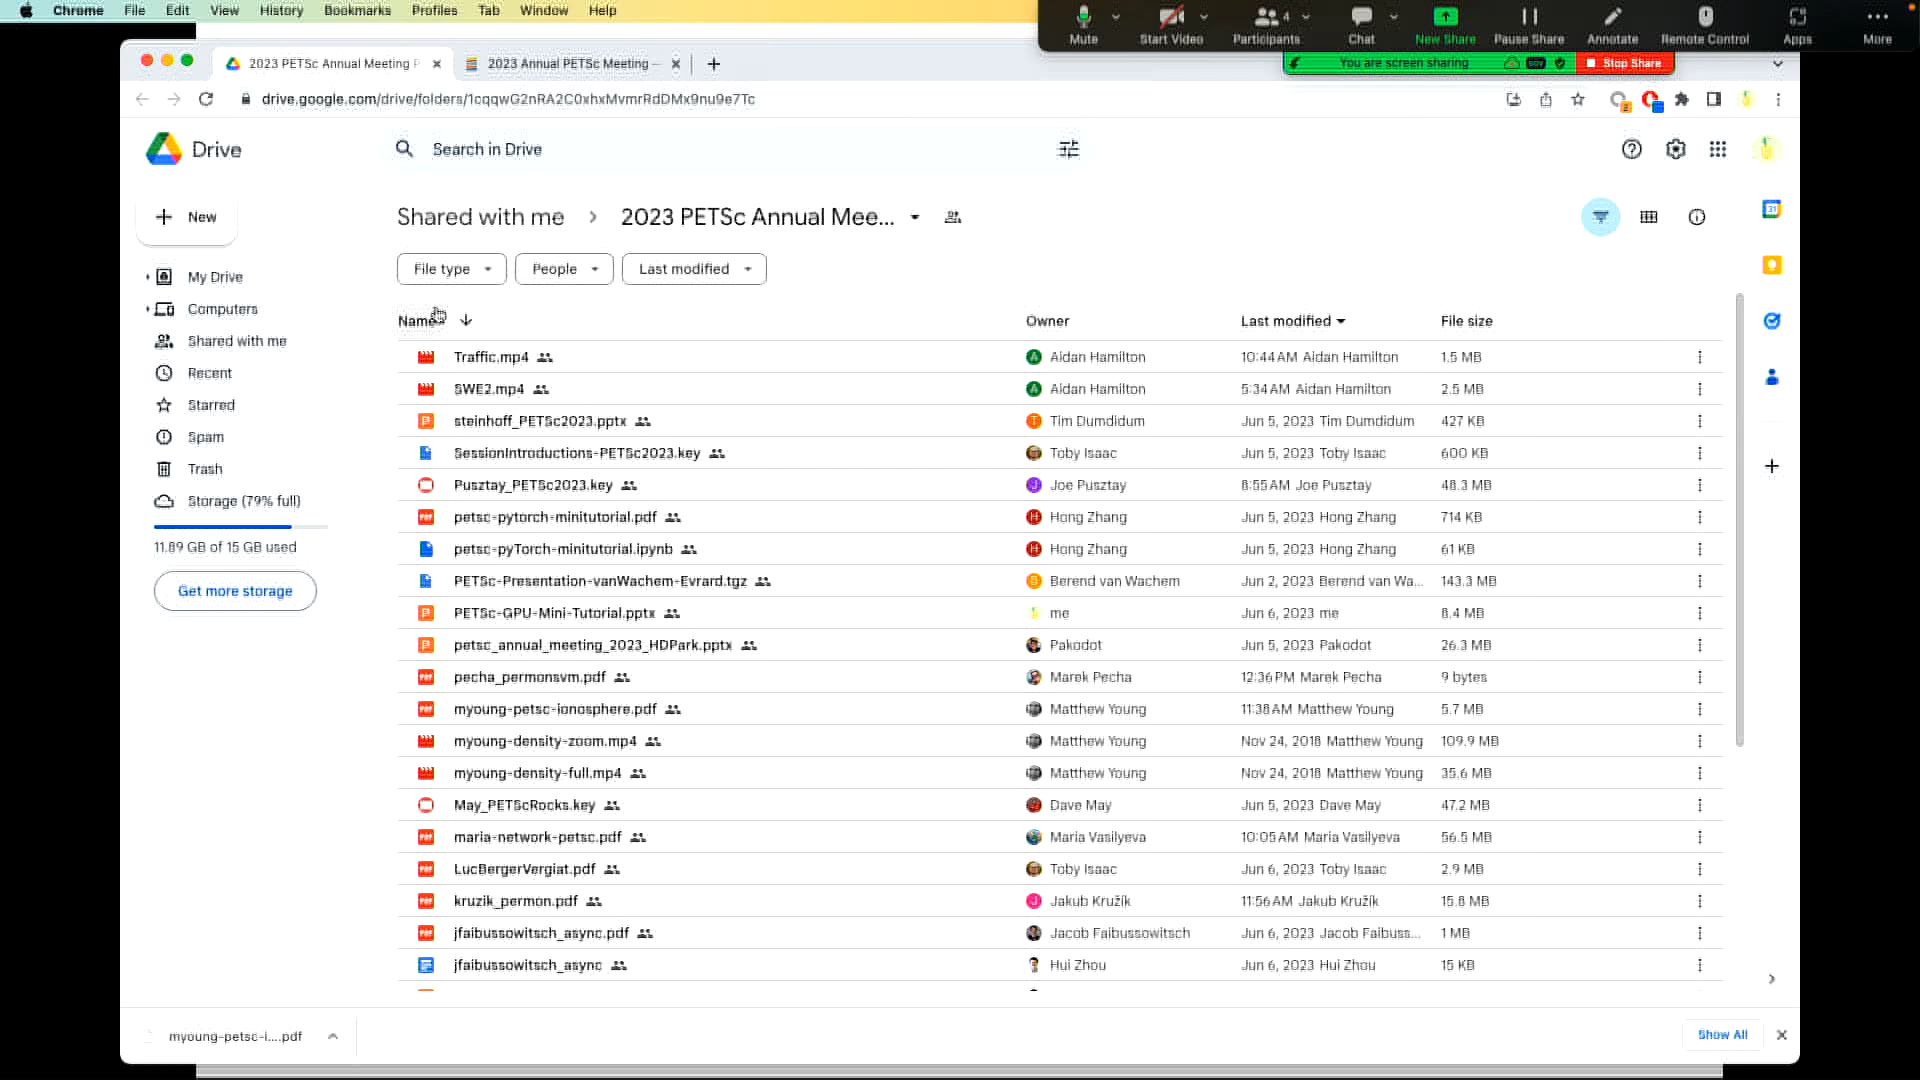 Chrome File Edit View History Bookmarks Profiles Tab Window Help
Mute Start Video Participants 4 Chat New Share Pause Share Annotate Remote Control Apps More
You are screen sharing Stop Share
2023 PETSc Annual Meeting F
2023 Annual PETSc Meeting —
drive.google.com/drive/folders/1cqqwG2nRA2C0xhxMvmrRdDMx9nu9e7Tc
Drive
Search in Drive
New
Shared with me 2023 PETSc Annual Mee...
File type People Last modified
My Drive
Computers
Shared with me
Recent
Starred
Spam
Trash
Storage (79% full)
11.89 GB of 15 GB used
Get more storage
Name Owner Last modified File size
Traffic.mp4 Aidan Hamilton 10:44 AM Aidan Hamilton 1.5 MB
SWE2.mp4 Aidan Hamilton 5:34 AM Aidan Hamilton 2.5 MB
steinhoff_PETSc2023.pptx Tim Dumdidum Jun 5, 2023 Tim Dumdidum 427 KB
SessionIntroductions-PETSc2023.key Toby Isaac Jun 5, 2023 Toby Isaac 600 KB
Pusztay_PETSc2023.key Joe Pusztay 8:55 AM Joe Pusztay 48.3 MB
petsc-pytorch-minitutorial.pdf Hong Zhang Jun 5, 2023 Hong Zhang 714 KB
petsc-pyTorch-minitutorial.ipynb Hong Zhang Jun 5, 2023 Hong Zhang 61 KB
PETSc-Presentation-vanWachem-Evrard.tgz Berend van Wachem Jun 2, 2023 Berend van Wa... 143.3 MB
PETSc-GPU-Mini-Tutorial.pptx me Jun 6, 2023 me 8.4 MB
petsc_annual_meeting_2023_HDPark.pptx Pakodot Jun 5, 2023 Pakodot 26.3 MB
pecha_permonsvm.pdf Marek Pecha 12:36 PM Marek Pecha 9 bytes
myoung-petsc-ionosphere.pdf Matthew Young 11:38 AM Matthew Young 5.7 MB
myoung-density-zoom.mp4 Matthew Young Nov 24, 2018 Matthew Young 109.9 MB
myoung-density-full.mp4 Matthew Young Nov 24, 2018 Matthew Young 35.6 MB
May_PETScRocks.key Dave May Jun 5, 2023 Dave May 47.2 MB
maria-network-petsc.pdf Maria Vasilyeva 10:05 AM Maria Vasilyeva 56.5 MB
LucBergerVergiat.pdf Toby Isaac Jun 6, 2023 Toby Isaac 2.9 MB
kruzik_permon.pdf Jakub Kružík 11:56 AM Jakub Kružík 15.8 MB
jfaibussowitsch_async.pdf Jacob Faibussowitsch Jun 6, 2023 Jacob Faibuss... 1 MB
jfaibussowitsch_async Hui Zhou Jun 6, 2023 Hui Zhou 15 KB
myoung-petsc-i....pdf
Show All